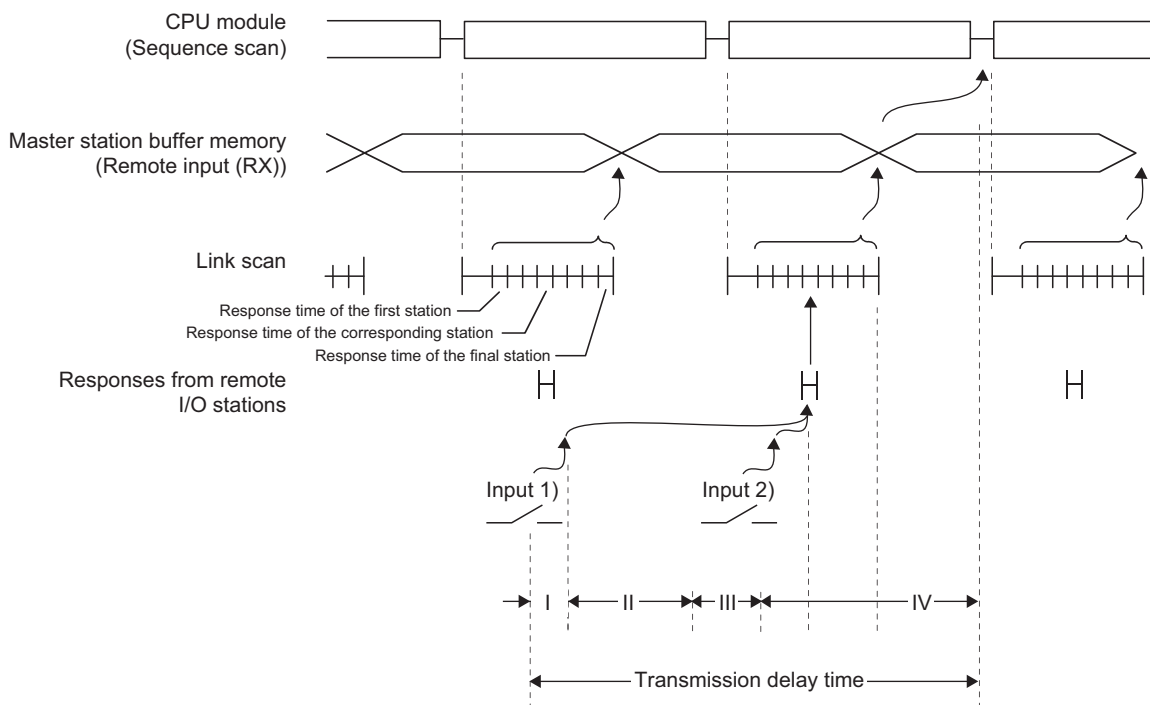 CPU module
(Sequence scan)
Master station buffer memory
(Remote input (RX))
Link scan
Response time of the first station
Response time of the corresponding station
Response time of the final station
Responses from remote
I/O stations
Input 1)
Input 2)
I
II
III
IV
Transmission delay time